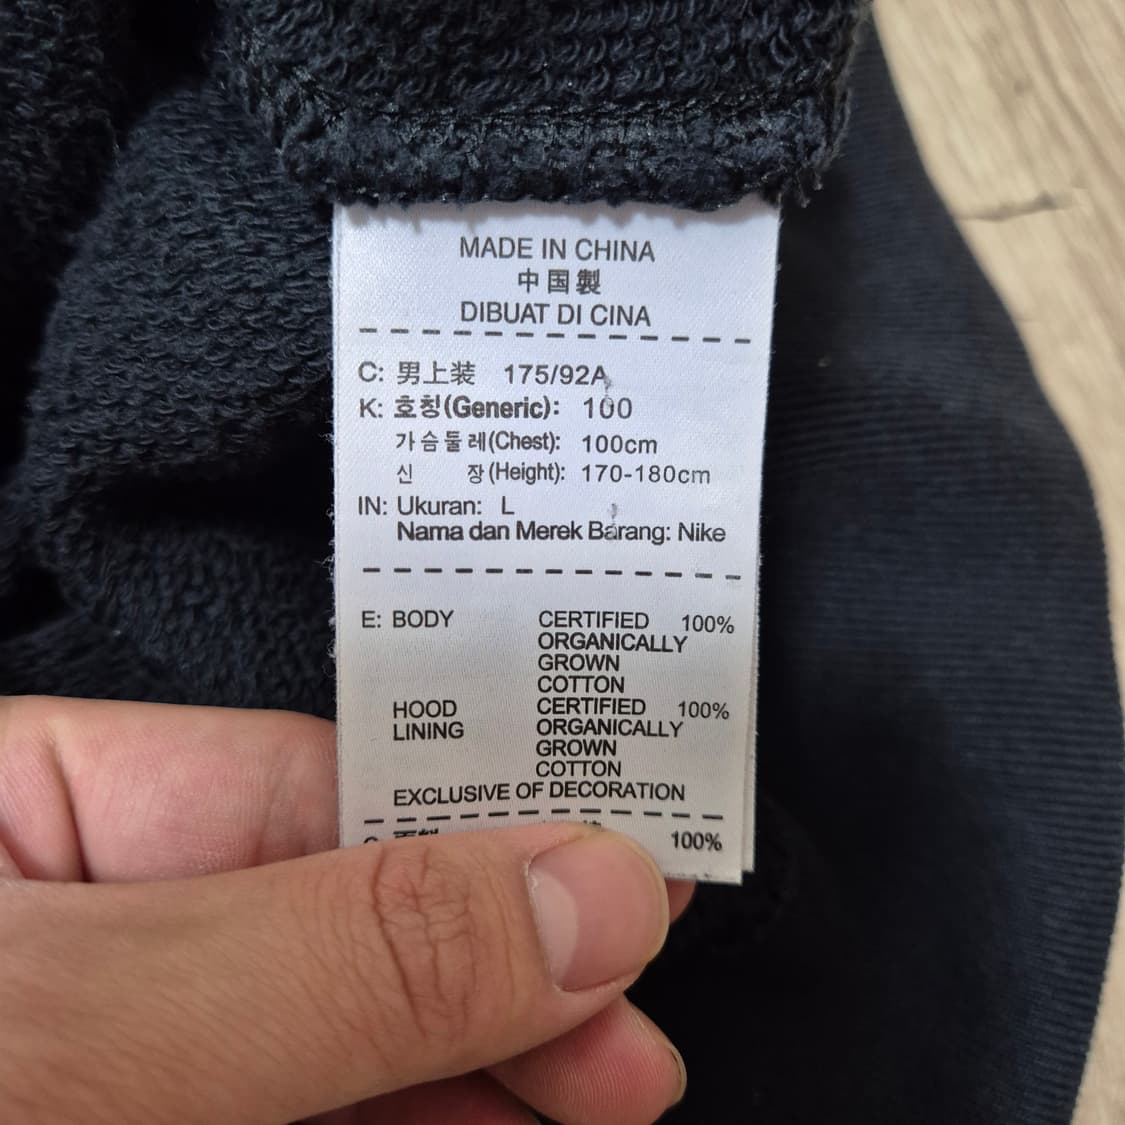 MADE IN CHINA
中国製
DIBUAT DI CINA
C: 男上装 175/92A
K: 호칭(Generic): 100
가슴둘레(Chest): 100cm
신 장(Height): 170-180cm
IN: Ukuran: L
Nama dan Merek Barang: Nike
E: BODY CERTIFIED 100%
ORGANICALLY
GROWN
COTTON
HOOD CERTIFIED 100%
LINING ORGANICALLY
GROWN
COTTON
EXCLUSIVE OF DECORATION
100%